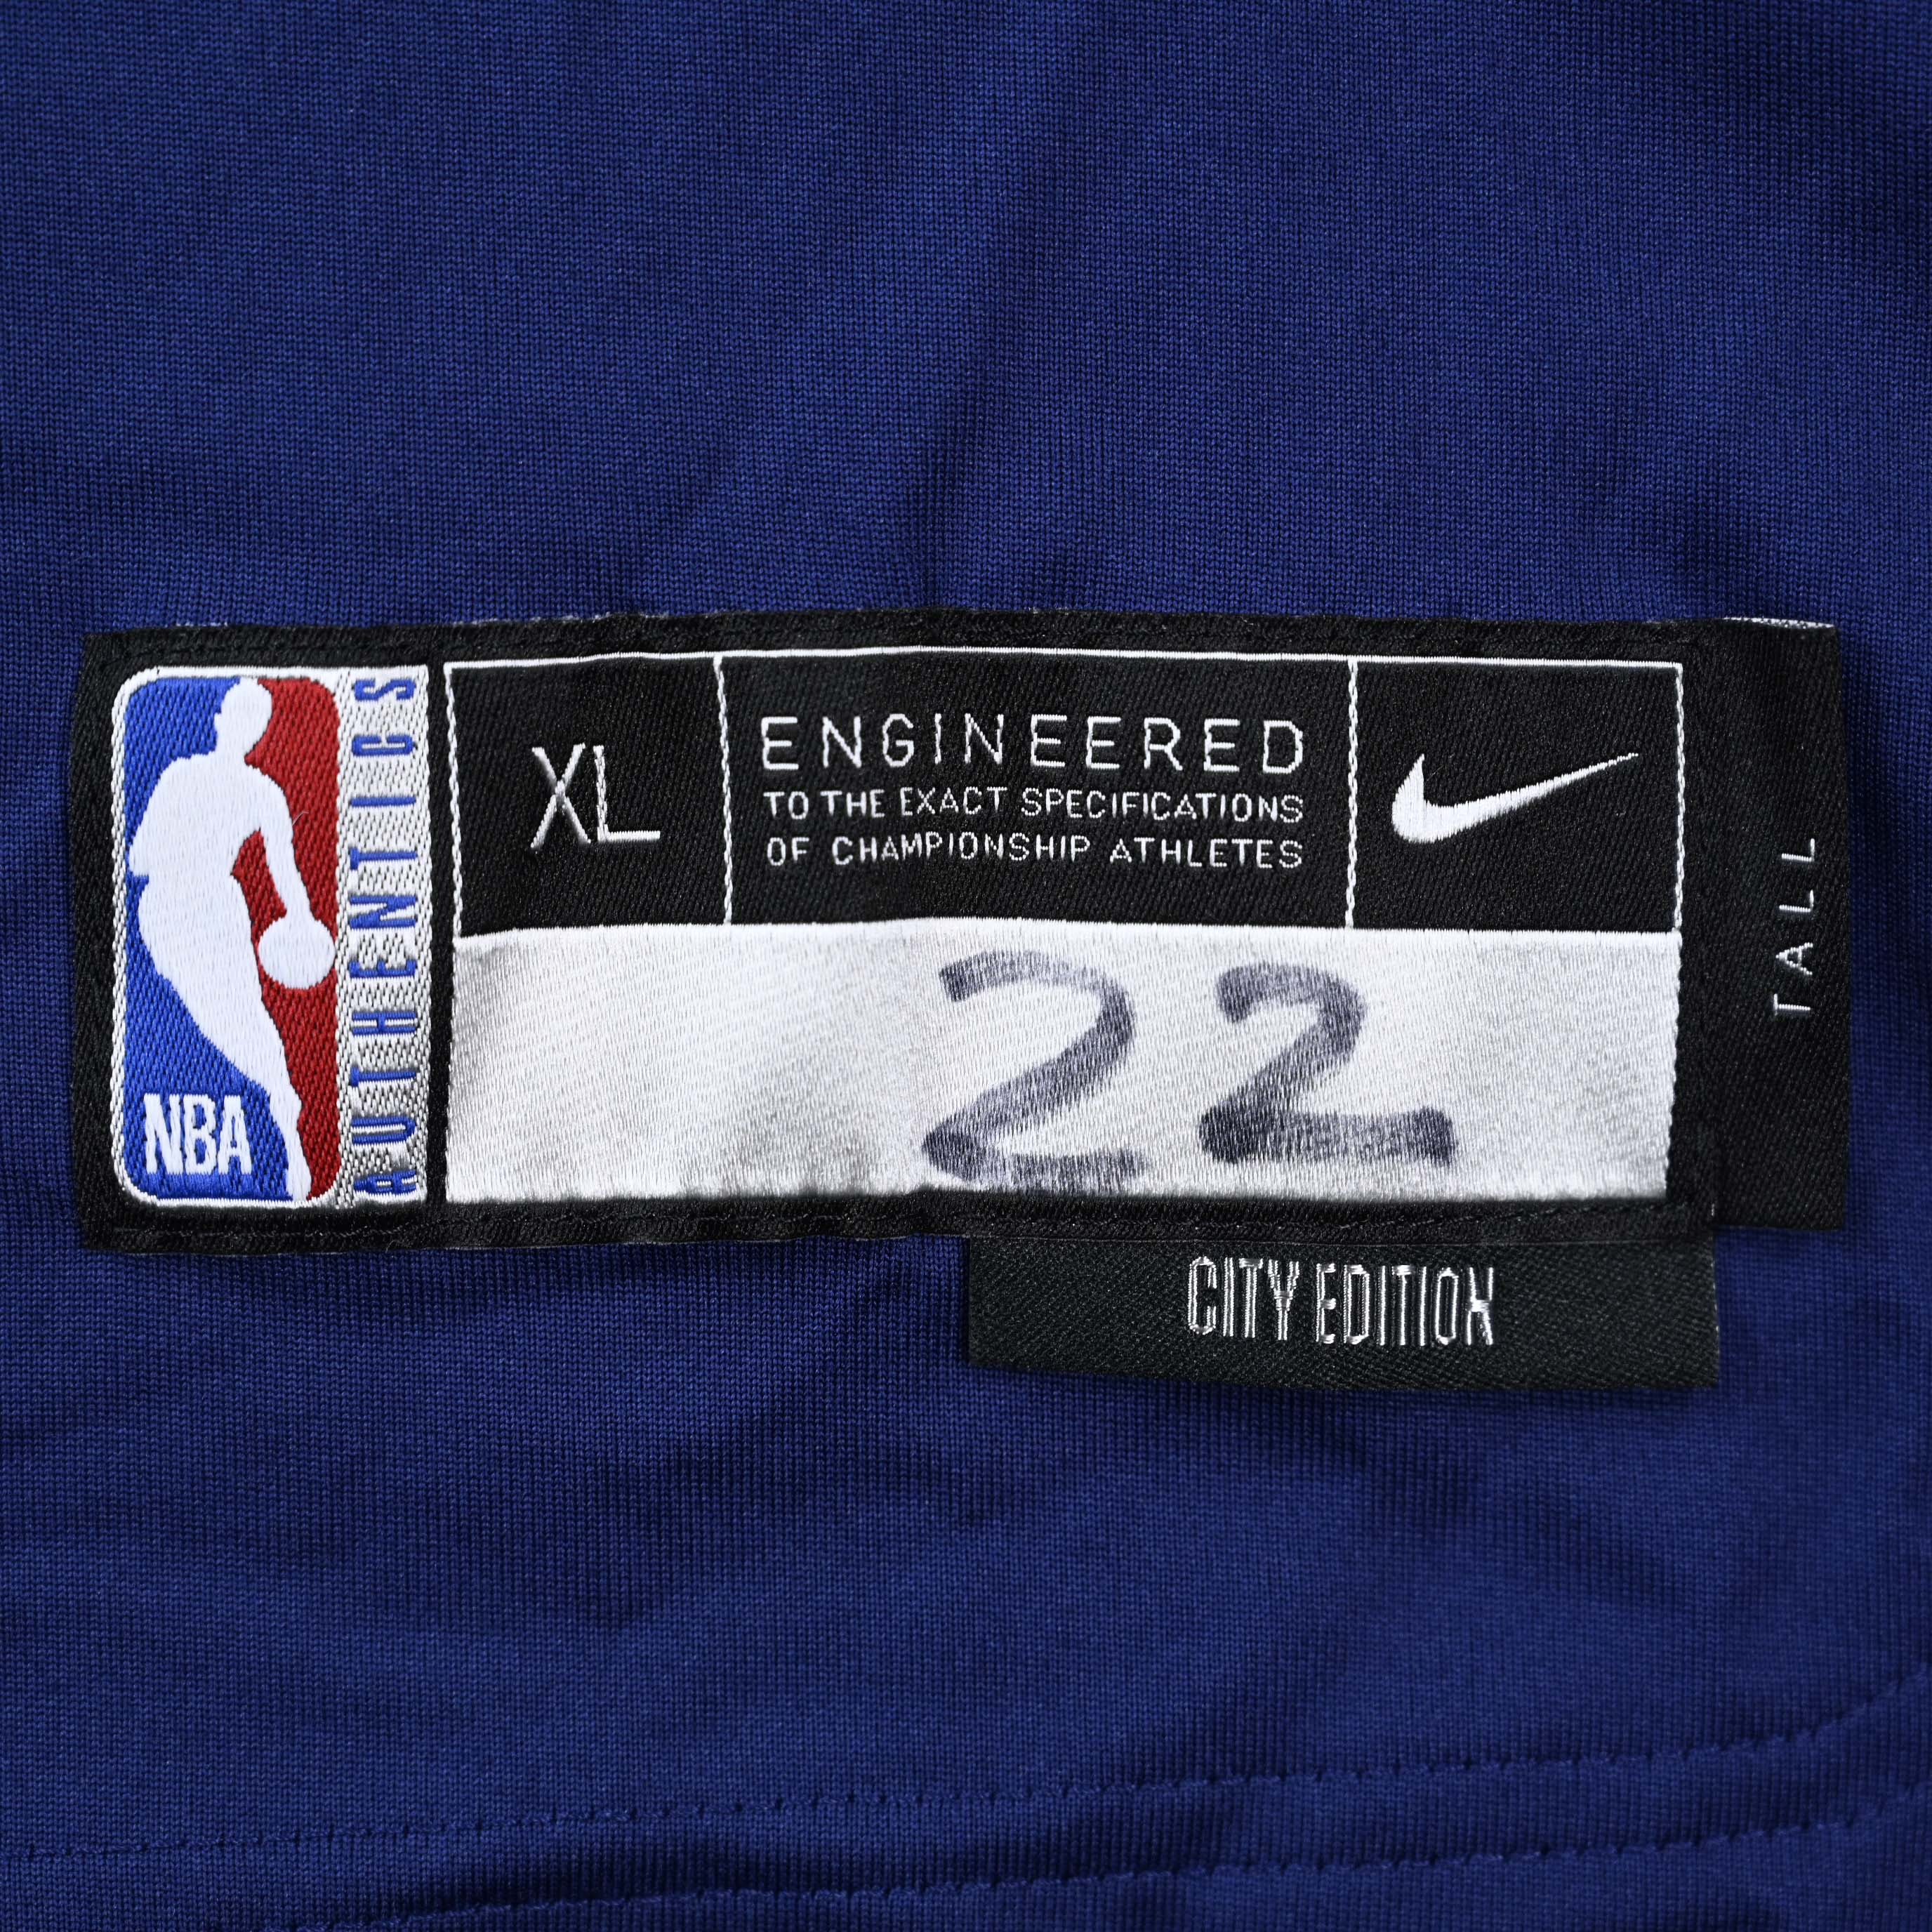 NBA
AUTHENTICS
XL
ENGINEERED
TO THE EXACT SPECIFICATIONS
OF CHAMPIONSHIP ATHLETES
22
TALL
CITY EDITION